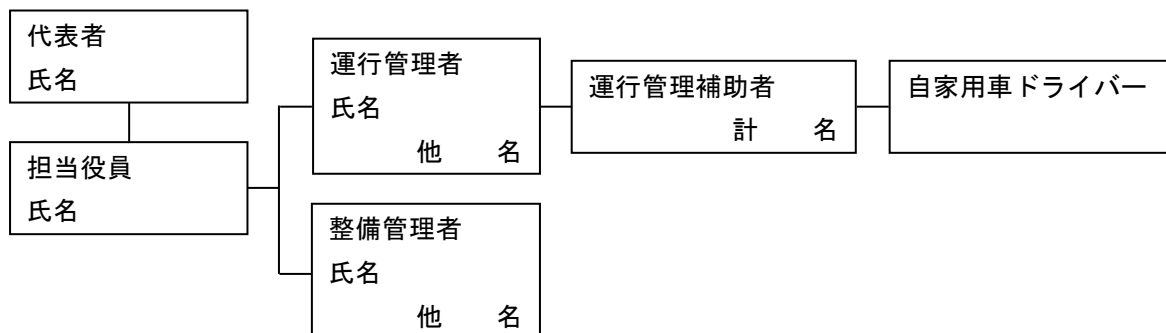 代表者
氏名
担当役員
氏名
運行管理者
氏名
他　　名
整備管理者
氏名
他　　名
運行管理補助者
計　　名
自家用車ドライバー